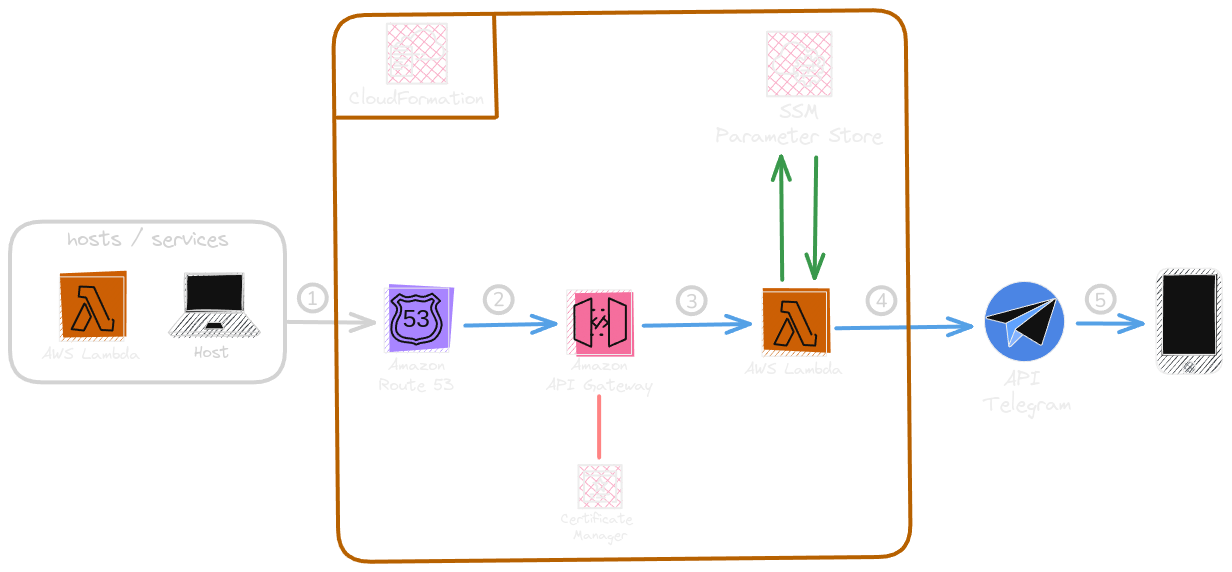 CloudFormation
SSM
Parameter Store
hosts / services
AWS Lambda
Host
1
53
Amazon
Route 53
2
Amazon
API Gateway
3
AWS Lambda
4
API
Telegram
5
Certificate
Manager